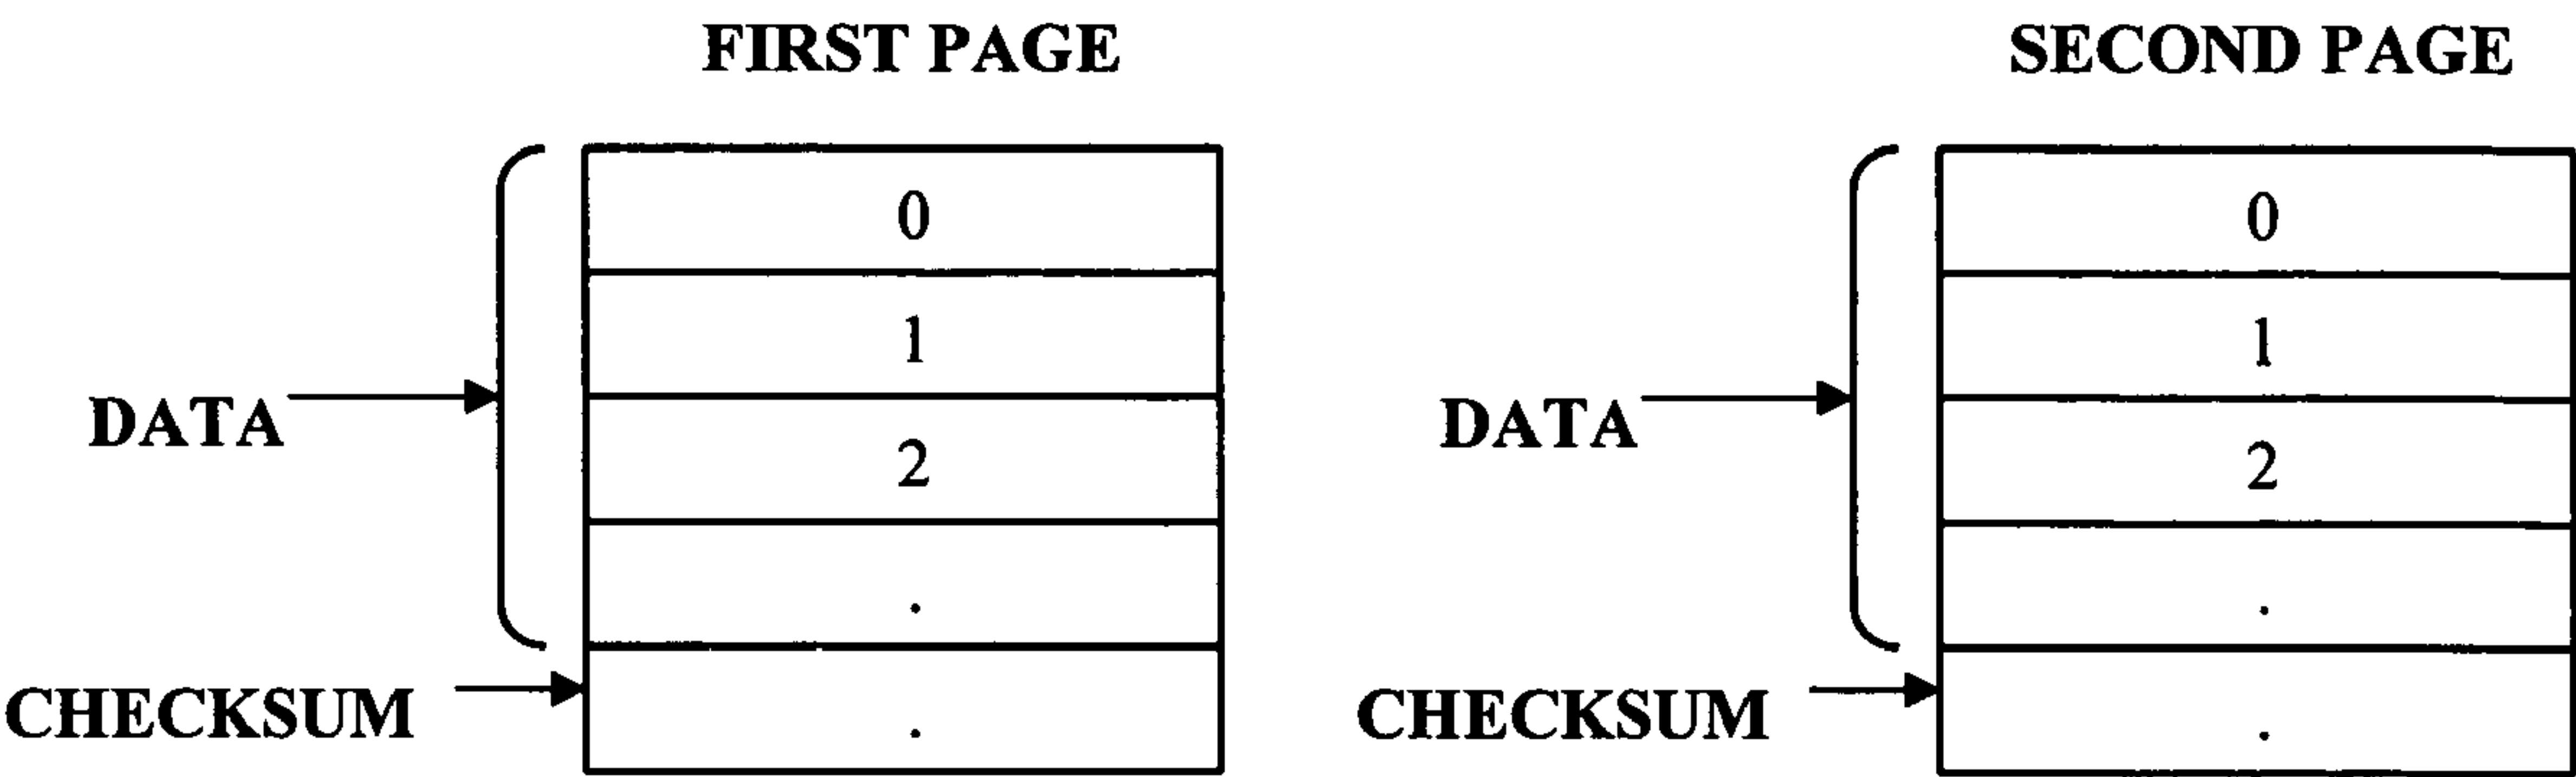 FIRST PAGE
0
1
DATA
2
.
CHECKSUM
.
SECOND PAGE
0
1
DATA
2
.
CHECKSUM
.